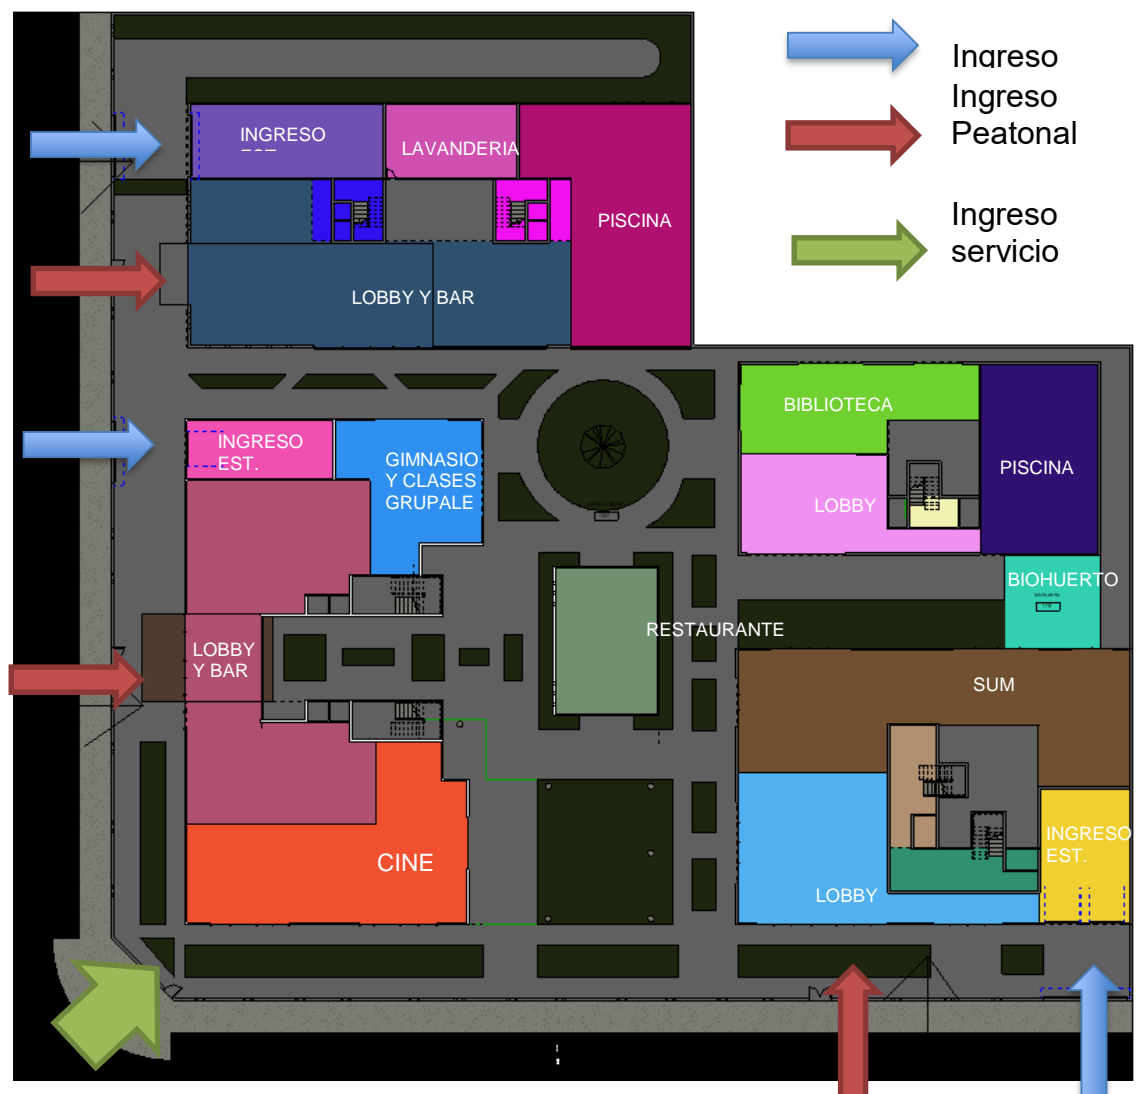 Ingreso
Ingreso
Peatonal
Ingreso
servicio
INGRESO
LAVANDERIA
PISCINA
LOBBY Y BAR
BIBLIOTECA
INGRESO
EST.
GIMNASIO
Y CLASES
GRUPALE
PISCINA
LOBBY
BIOHUERTO
RESTAURANTE
LOBBY
Y BAR
SUM
INGRESO
EST.
CINE
LOBBY